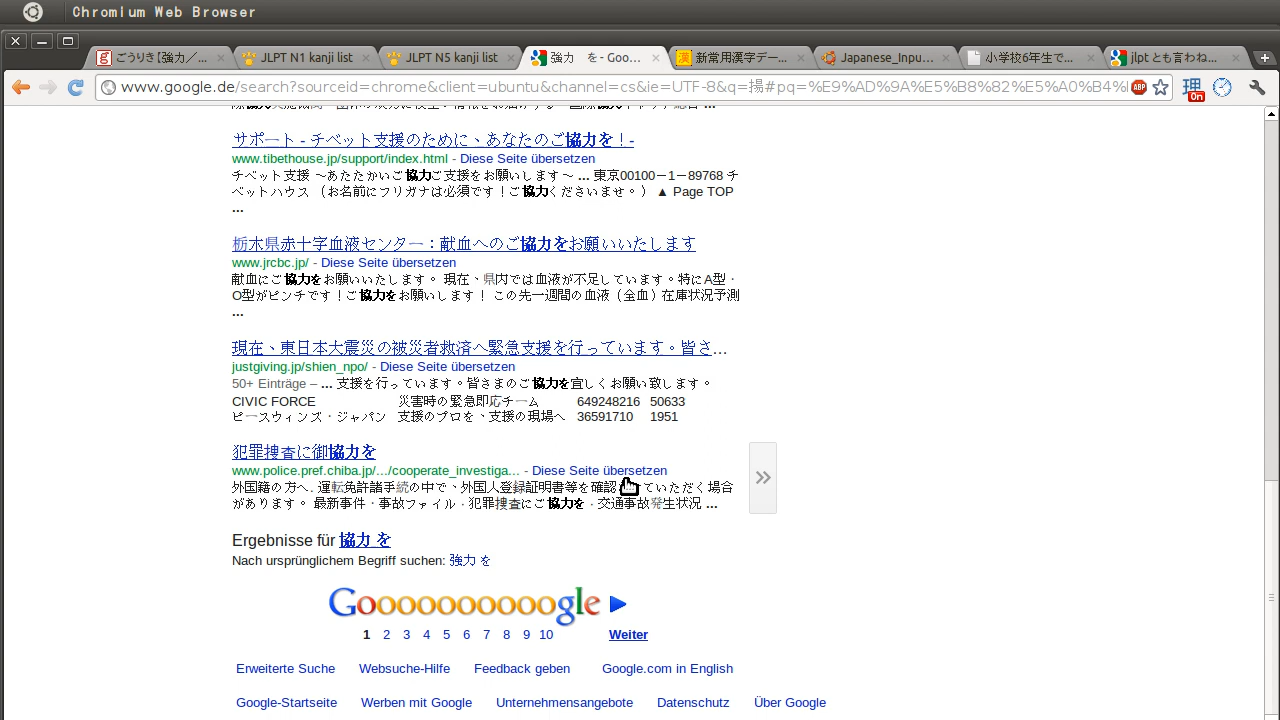 Chromium Web Browser
ごうりき【強力／... JLPT N1 kanji list JLPT N5 kanji list 強力 を - Goo... 新常用漢字デー... Japanese_Inpu... 小学校6年生で... jlpt とも言わね...
www.google.de/search?sourceid=chrome&client=ubuntu&channel=cs&ie=UTF-8&q=揚#pq=%E9%AD%9A%E5%B8%82%E5%A0%B4% ABP 理 On
サポート - チベット支援のために、あなたのご協力を！-
www.tibethouse.jp/support/index.html - Diese Seite übersetzen
チベット支援 ～あたたかいご協力ご支援をお願いします～ ... 東京00100－1－89768 チ
ベットハウス （お名前にフリガナは必須です！ご協力くださいませ。） ▲ Page TOP
...
栃木県赤十字血液センター：献血へのご協力をお願いいたします
www.jrcbc.jp/ - Diese Seite übersetzen
献血にご協力をお願いいたします。 現在、県内では血液が不足しています。特にA型・
O型がピンチです！ご協力をお願いします！ この先一週間の血液（全血）在庫状況予測
...
現在、東日本大震災の被災者救済へ緊急支援を行っています。皆さ...
justgiving.jp/shien_npo/ - Diese Seite übersetzen
50+ Einträge – ... 支援を行っています。皆さまのご協力を宜しくお願い致します。
CIVIC FORCE 災害時の緊急即応チーム 649248216 50633
ピースウィンズ・ジャパン 支援のプロを、支援の現場へ 36591710 1951
犯罪捜査に御協力を
www.police.pref.chiba.jp/.../cooperate_investiga... - Diese Seite übersetzen
外国籍の方へ. 運転免許諸手続の中で、外国人登録証明書等を確認 ていただく場合
があります。 最新事件・事故ファイル · 犯罪捜査にご協力を · 交通事故発生状況 ...
Ergebnisse für 協力 を
Nach ursprünglichem Begriff suchen: 強力 を
Goooooooooogle
1 2 3 4 5 6 7 8 9 10 Weiter
Erweiterte Suche Websuche-Hilfe Feedback geben Google.com in English
Google-Startseite Werben mit Google Unternehmensangebote Datenschutz Über Google